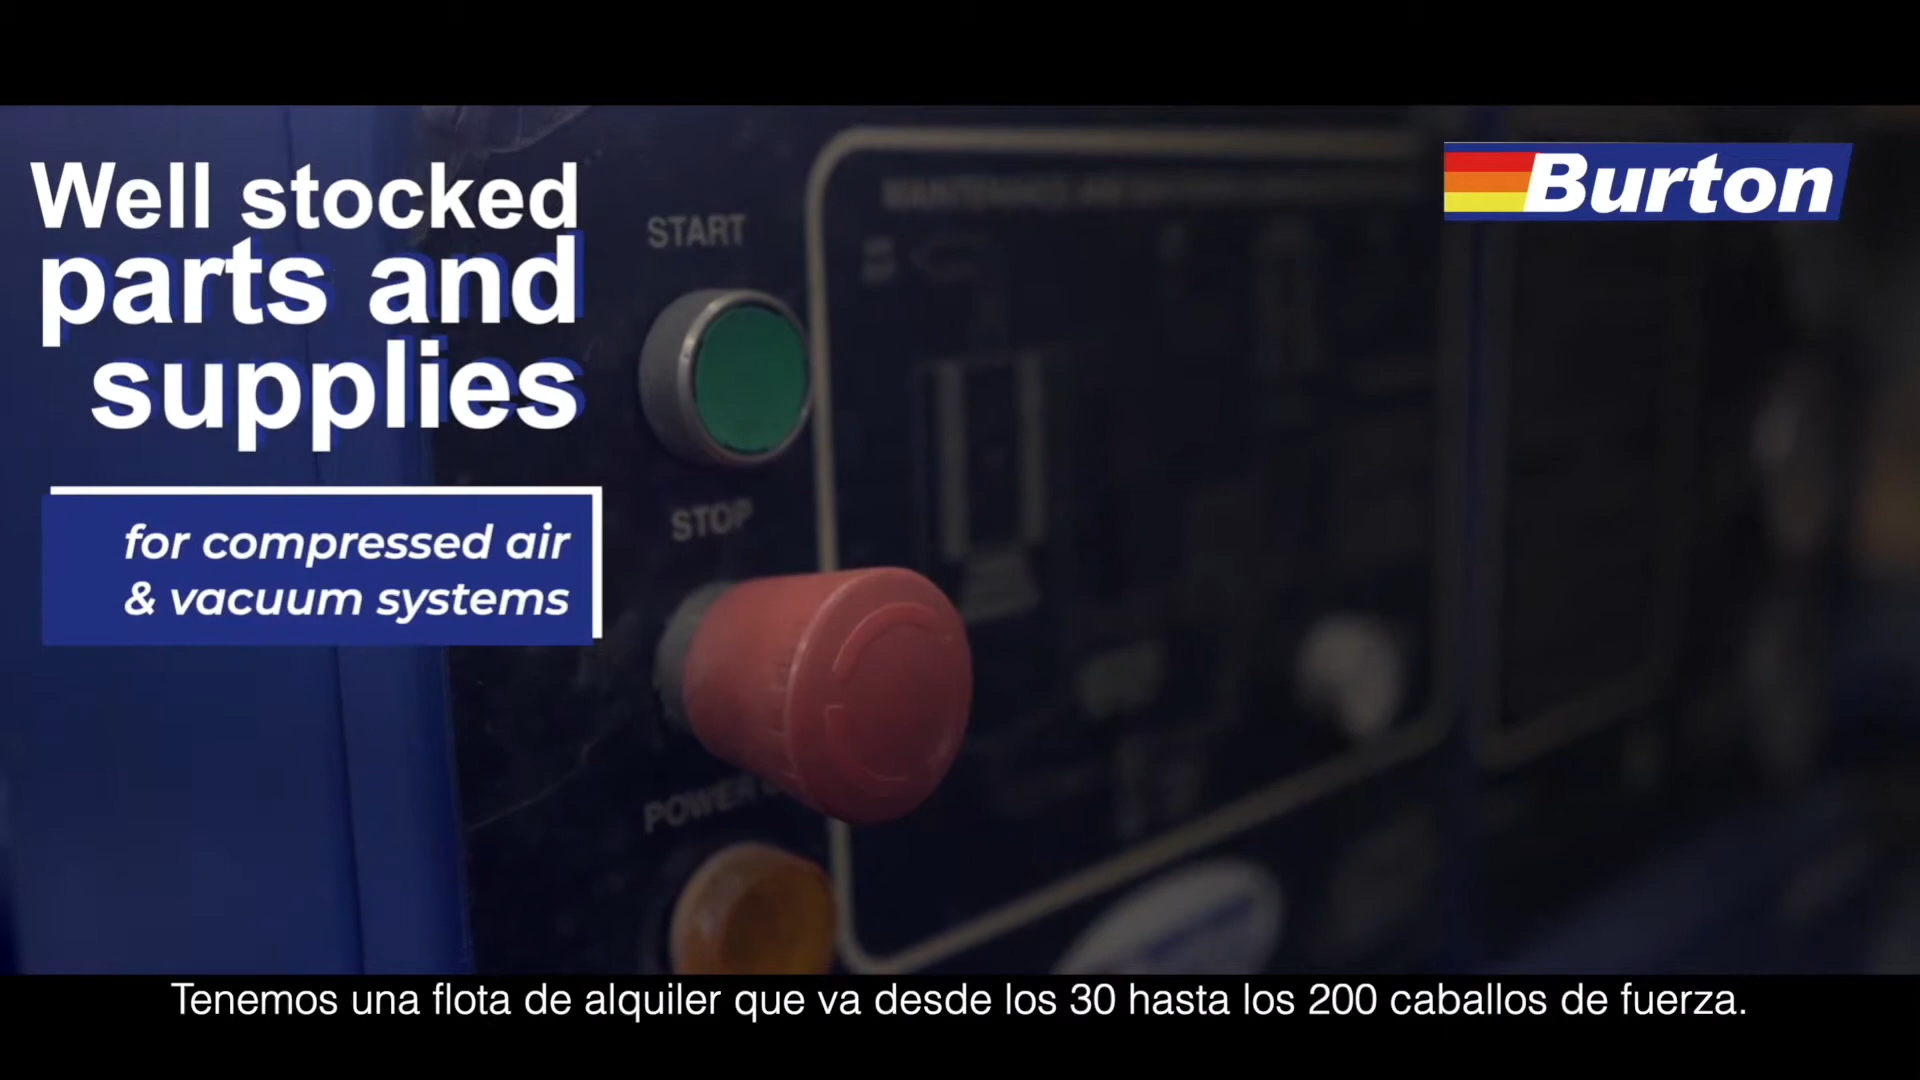 Well stocked
parts and
supplies
for compressed air
& vacuum systems
Burton
START
STOP
POWER
Tenemos una flota de alquiler que va desde los 30 hasta los 200 caballos de fuerza.